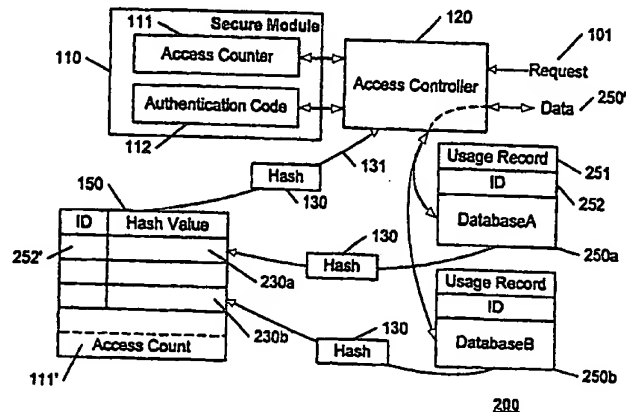 111
Secure Module
120
110
Access Counter
Access Controller
101
Request
Authentication Code
Data
250'
112
131
Hash
130
Usage Record
251
ID
252
DatabaseA
150
ID
Hash Value
130
Hash
250a
252'
230a
130
Usage Record
ID
Hash
DatabaseB
230b
Access Count
111'
250b
200